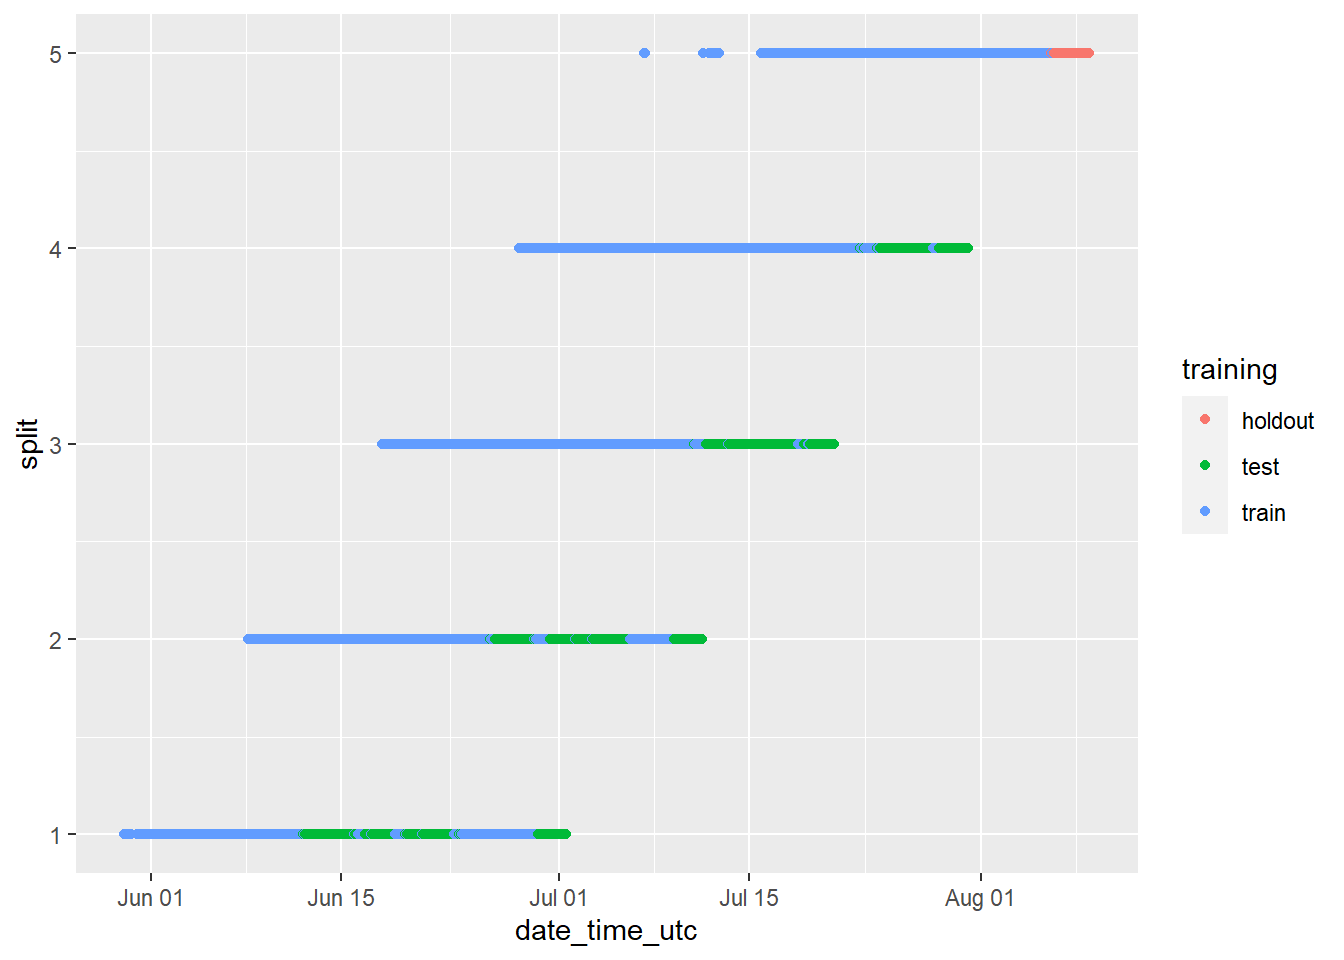 5
4
3
2
1
split
Jun 01
Jun 15
Jul 01
Jul 15
Aug 01
date_time_utc
training
holdout
test
train